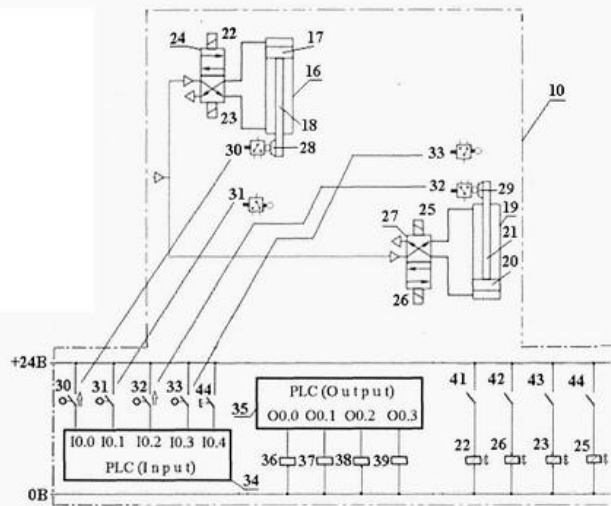 24 22 17 10
16
23 18
30 28 33
31 32 29
27 25 19
21
20
26
+24В
30 31 32 33 44 41 42 43 44
35 PLC (Output)
O0.0 O0.1 O0.2 O0.3
I0.0 I0.1 I0.2 I0.3 I0.4
PLC (Input)
34
36 37 38 39 22 26 23 25
0В